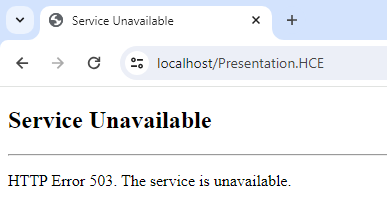 Service Unavailable
localhost/Presentation.HCE
Service Unavailable
HTTP Error 503. The service is unavailable.